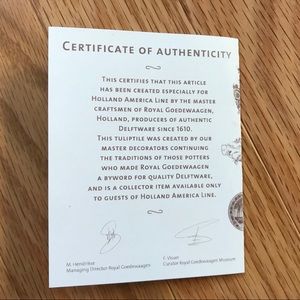 CERTIFICATE OF AUTHENTICITY
THIS CERTIFIES THAT THIS ARTICLE
HAS BEEN CREATED ESPECIALLY FOR
HOLLAND AMERICA LINE BY THE MASTER
CRAFTSMEN OF ROYAL GOEDEWAAGEN,
HOLLAND, PRODUCERS OF AUTHENTIC
DELFTWARE SINCE 1610.
THIS TULIPTILE WAS CREATED BY OUR
MASTER DECORATORS CONTINUING
THE TRADITIONS OF THOSE POTTERS
WHO MADE ROYAL GOEDEWAAGEN
A BYWORD FOR QUALITY DELFTWARE,
AND IS A COLLECTOR ITEM AVAILABLE ONLY
TO GUESTS OF HOLLAND AMERICA LINE.
M. Hendrikse
Managing Director Royal Goedewaagen
F. Visser
Curator Royal Goedewaagen Museum